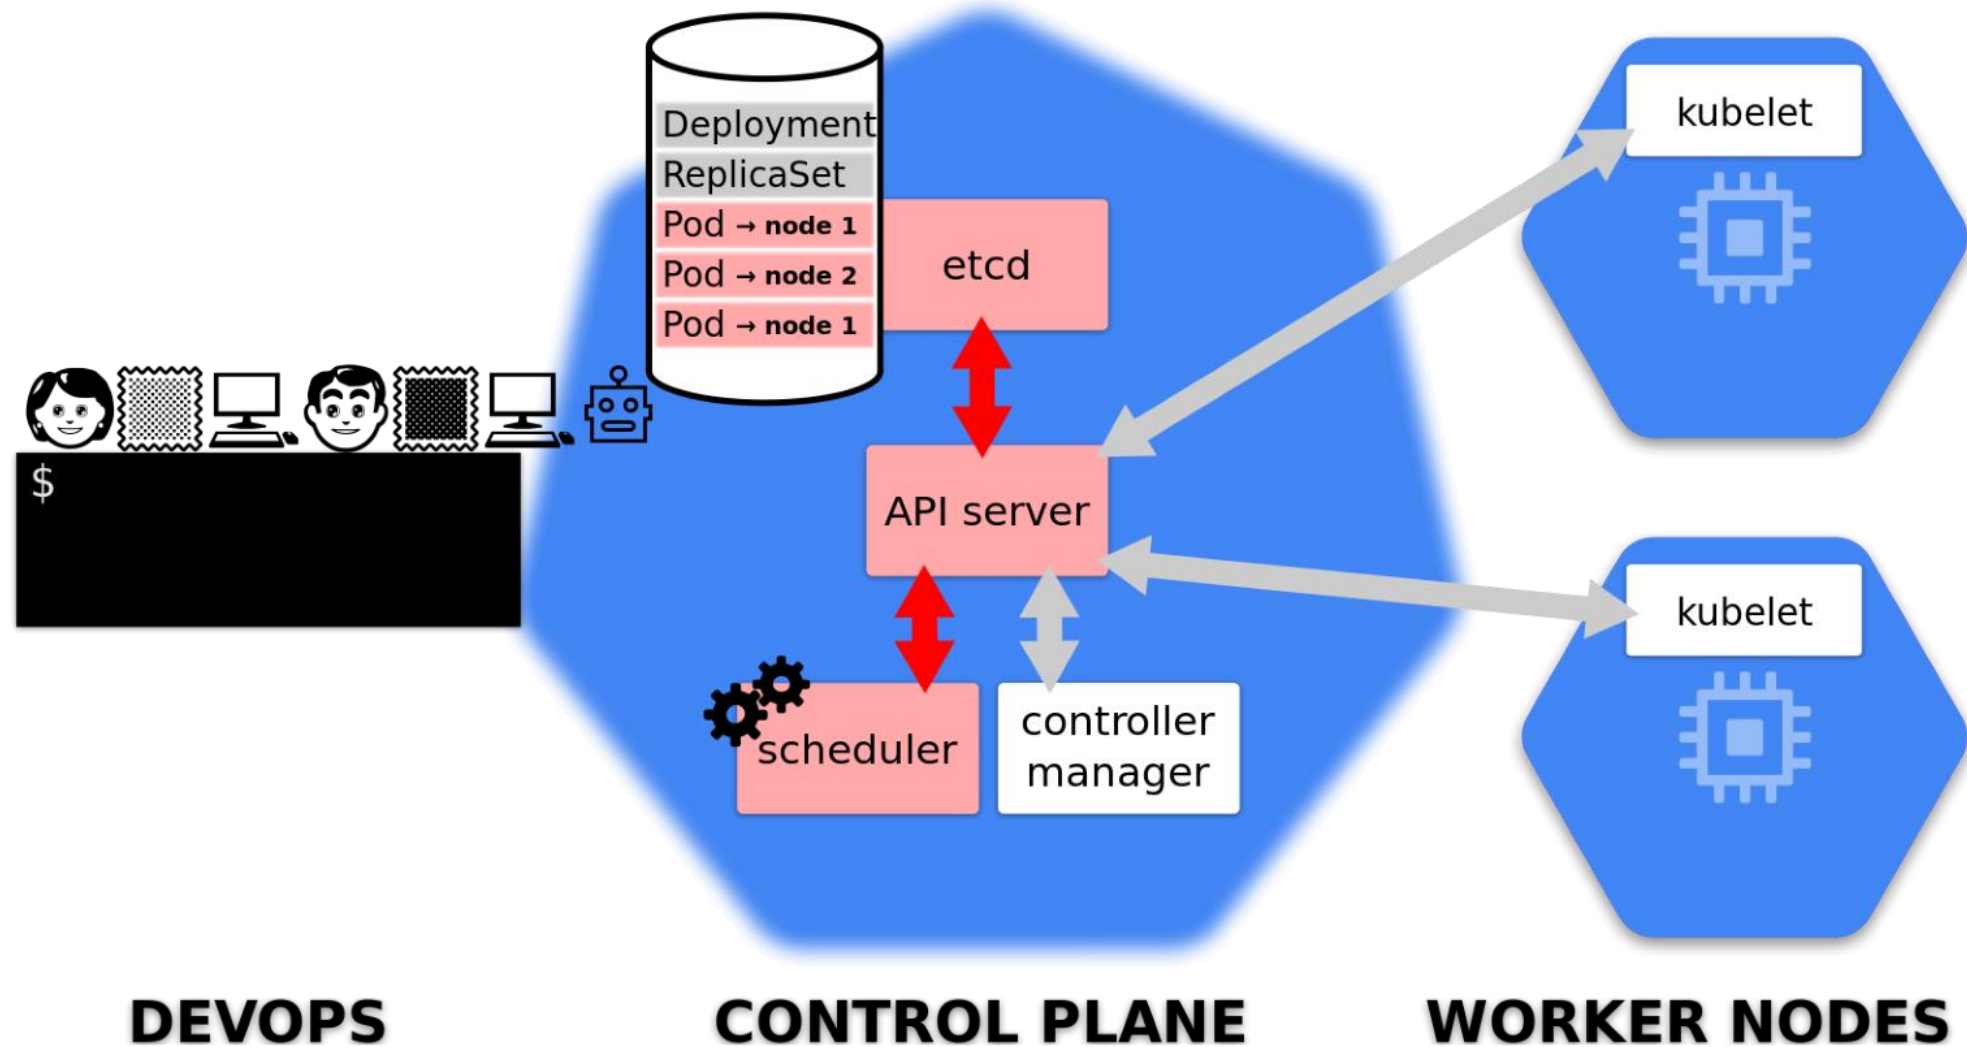 Deployment
ReplicaSet
Pod → node 1
Pod → node 2
Pod → node 1
etcd
kubelet
$
API server
kubelet
scheduler
controller
manager
DEVOPS
CONTROL PLANE
WORKER NODES